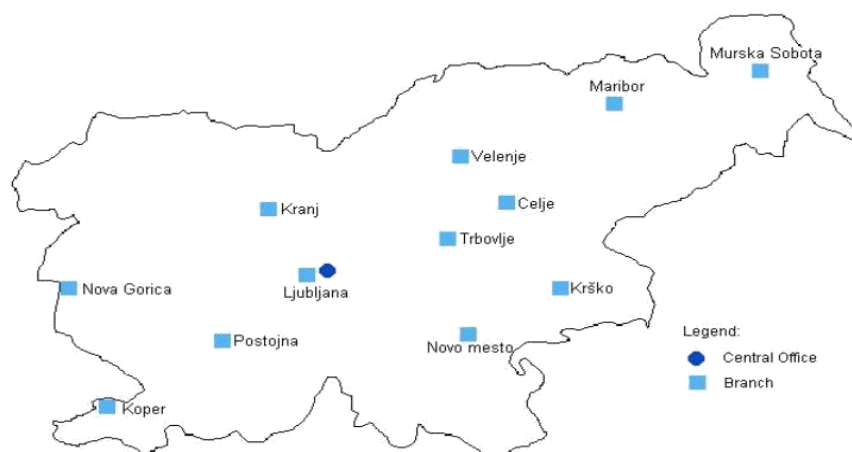 Murska Sobota
Maribor
Velenje
Celje
Kranj
Trbovlje
Nova Gorica
Ljubljana
Krško
Postojna
Novo mesto
Koper
Legend:
Central Office
Branch